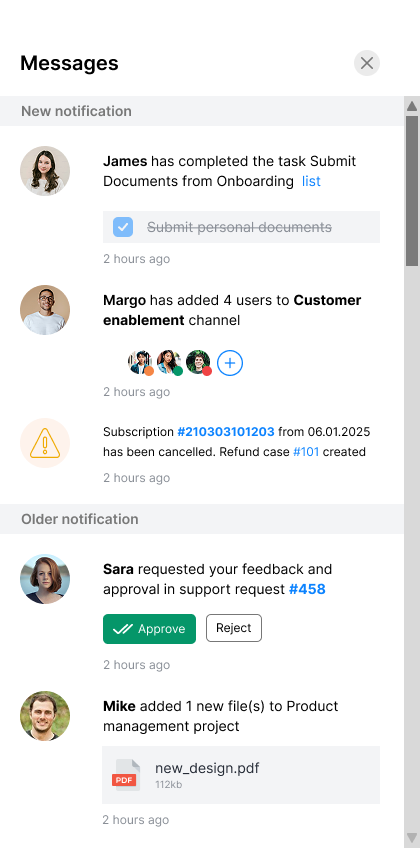 Messages
New notification
James has completed the task Submit
Documents from Onboarding list
Submit personal documents
2 hours ago
Margo has added 4 users to Customer
enablement channel
2 hours ago
Subscription #210303101203 from 06.01.2025
has been cancelled. Refund case #101 created
2 hours ago
Older notification
Sara requested your feedback and
approval in support request #458
Approve Reject
2 hours ago
Mike added 1 new file(s) to Product
management project
PDF new_design.pdf
112kb
2 hours ago